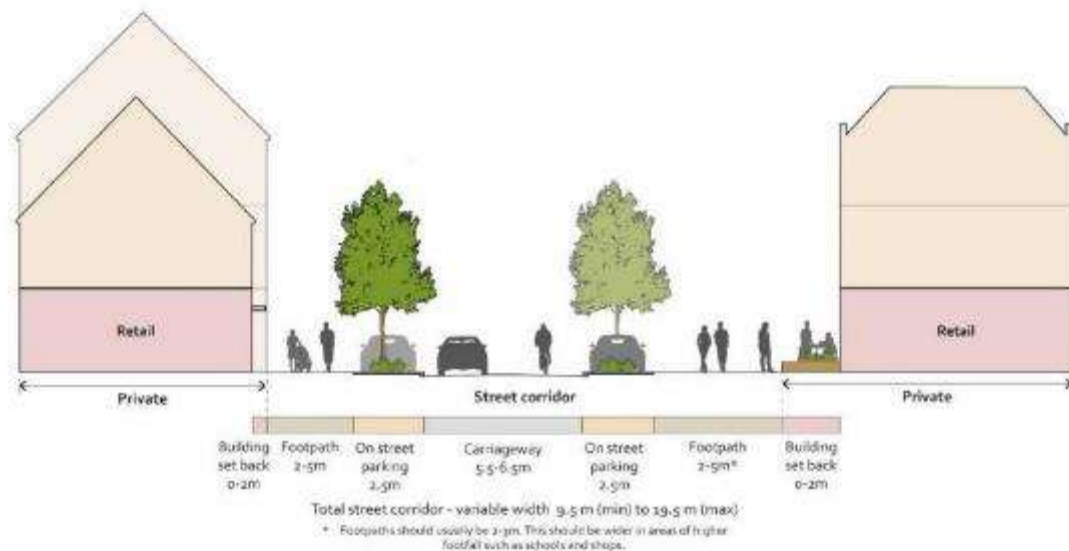 Retail
Retail
Private
Street corridor
Private
Building
set back
0-2m
Footpath
2-5m
On street
parking
2.5m
Carriageway
5.5-6.5m
On street
parking
2.5m
Footpath
2-5m*
Building
set back
0-2m
Total street corridor - variable width 9.5 m (min) to 19.5 m (max)
* Footpaths should usually be 2-3m. This should be wider in areas of higher
footfall such as schools and shops.